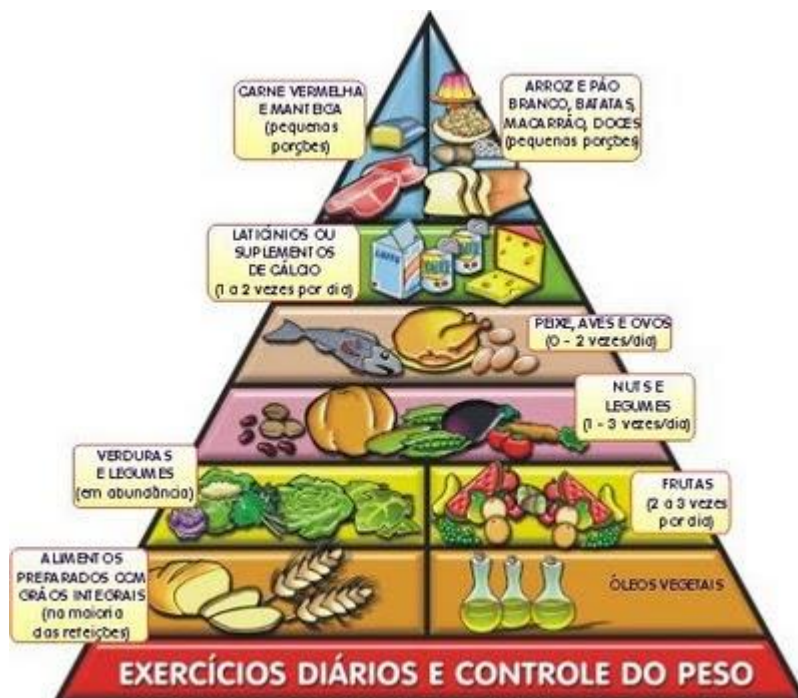 CARNE VERMELHA
E MANTEIGA
(pequenas
porções)
ARROZ E PÃO
BRANCO, BATATAS,
MACARRÃO, DOCES
(pequenas porções)
LATICÍNIOS OU
SUPLEMENTOS
DE CÁLCIO
(1 a 2 vezes por dia)
LEITE
PEIXE, AVES E OVOS
(0 - 2 vezes/dia)
NUTS E
LEGUMES
(1 - 3 vezes/dia)
VERDURAS
E LEGUMES
(em abundância)
FRUTAS
(2 a 3 vezes
por dia)
ALIMENTOS
PREPARADOS COM
GRÃOS INTEGRAIS
(na maioria
das refeições)
ÓLEOS VEGETAIS
EXERCÍCIOS DIÁRIOS E CONTROLE DO PESO